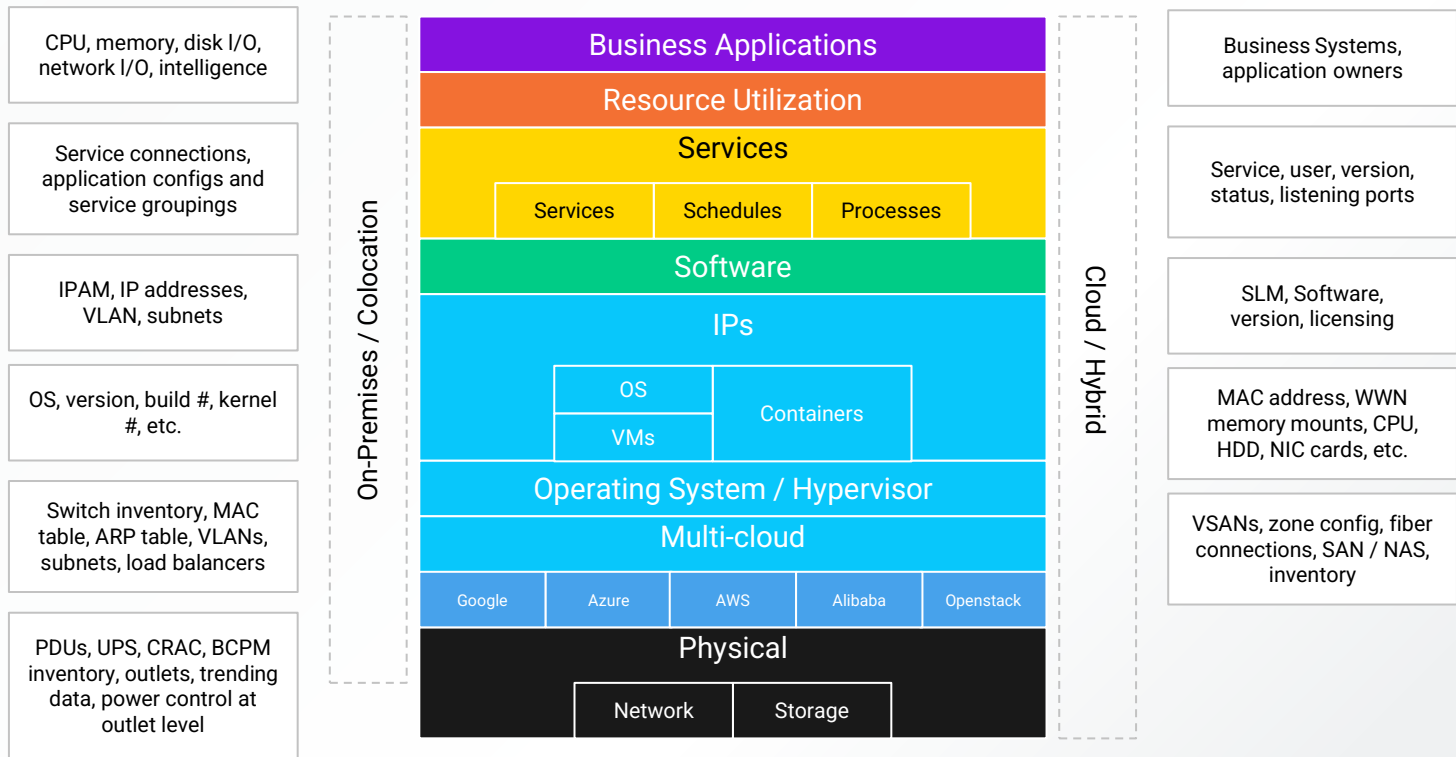 CPU, memory, disk I/O,
network I/O, intelligence
Service connections,
application configs and
service groupings
IPAM, IP addresses,
VLAN, subnets
OS, version, build #, kernel
#, etc.
Switch inventory, MAC
table, ARP table, VLANs,
subnets, load balancers
PDUs, UPS, CRAC, BCPM
inventory, outlets, trending
data, power control at
outlet level
On-Premises / Colocation
Business Applications
Resource Utilization
Services
Services
Schedules
Processes
Software
IPs
OS
VMs
Containers
Operating System / Hypervisor
Multi-cloud
Google
Azure
AWS
Alibaba
Openstack
Physical
Network
Storage
Cloud / Hybrid
Business Systems,
application owners
Service, user, version,
status, listening ports
SLM, Software,
version, licensing
MAC address, WWN
memory mounts, CPU,
HDD, NIC cards, etc.
VSANs, zone config, fiber
connections, SAN / NAS,
inventory